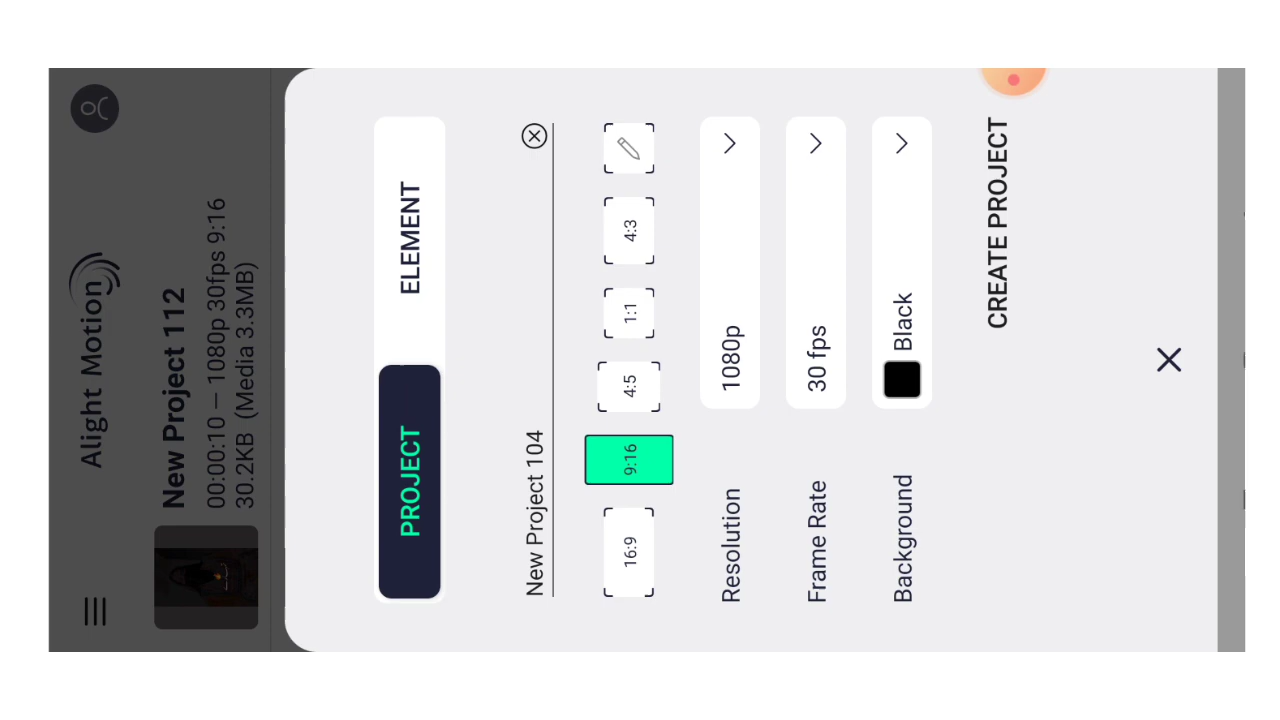 Alight Motion
New Project 112
00:00:10 — 1080p 30fps 9:16
30.2KB (Media 3.3MB)
PROJECT
ELEMENT
New Project 104
16:9
9:16
4:5
1:1
4:3
Resolution
1080p
Frame Rate
30 fps
Background
Black
CREATE PROJECT